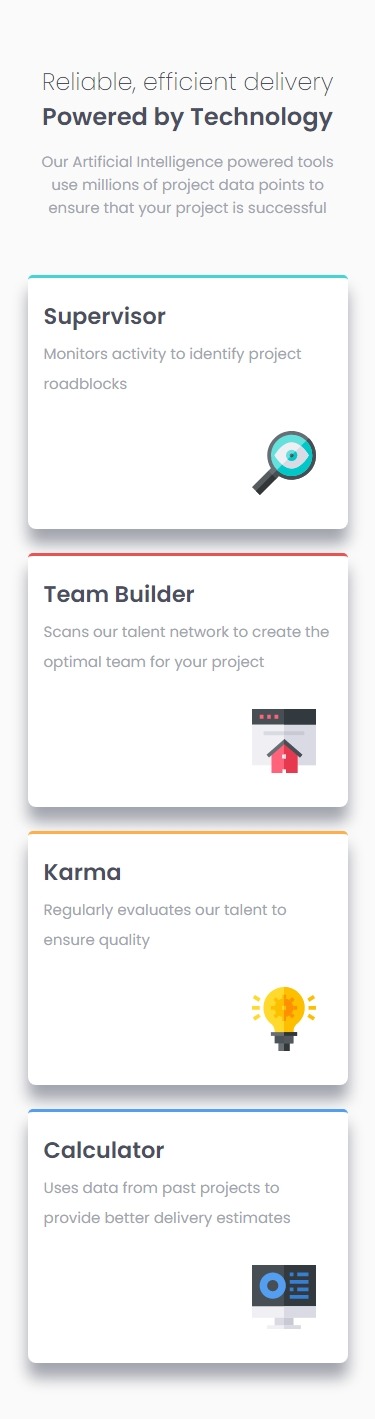 Reliable, efficient delivery
Powered by Technology
Our Artificial Intelligence powered tools
use millions of project data points to
ensure that your project is successful
Supervisor
Monitors activity to identify project
roadblocks
Team Builder
Scans our talent network to create the
optimal team for your project
Karma
Regularly evaluates our talent to
ensure quality
Calculator
Uses data from past projects to
provide better delivery estimates